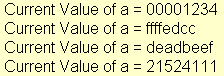 Current Value of a = 00001234
Current Value of a = ffffedcc
Current Value of a = deadbeef
Current Value of a = 21524111